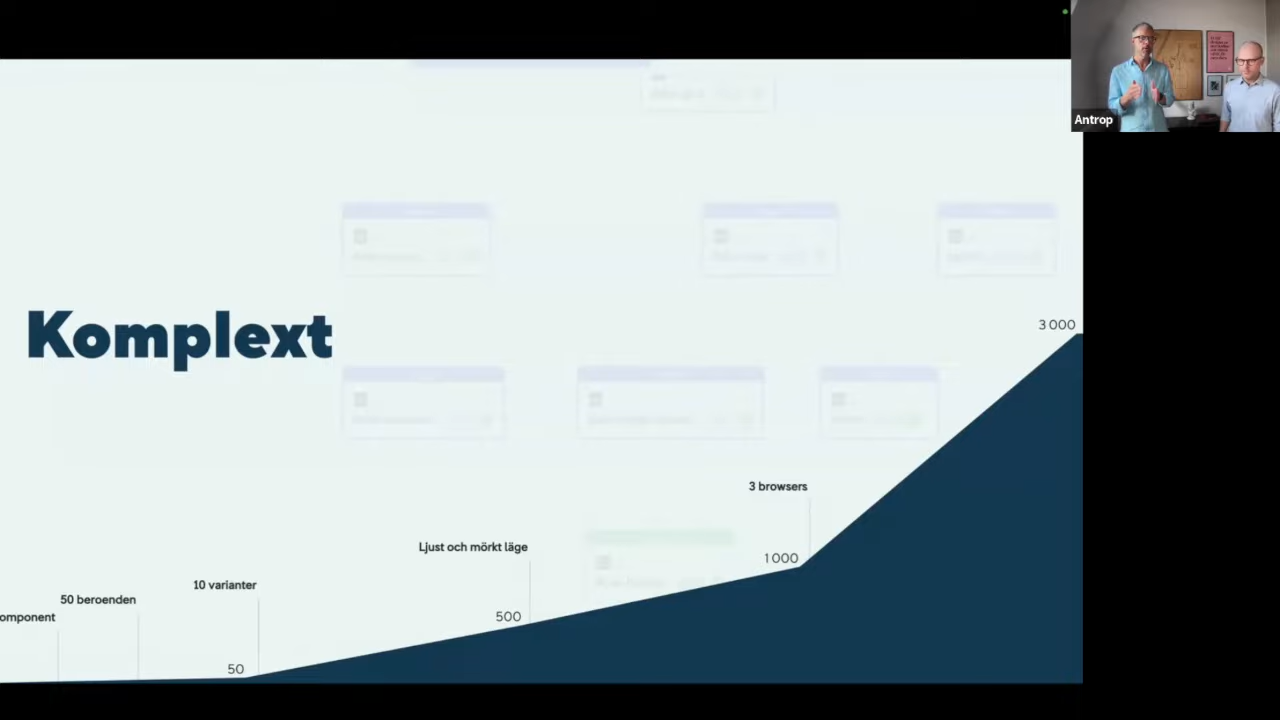 Antrop
Komplext
3 000
3 browsers
1 000
Ljust och mörkt läge
500
10 varianter
50 beroenden
omponent
50